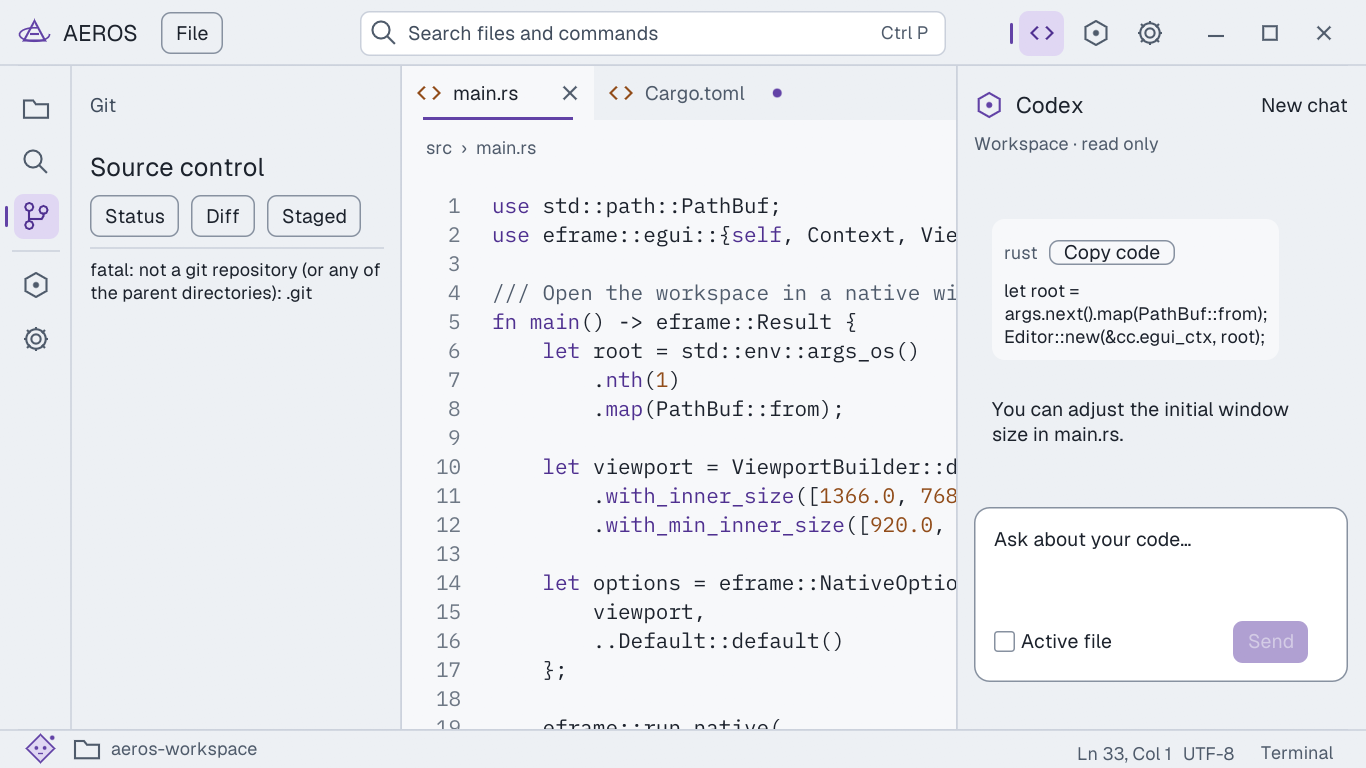 AEROS
File
Search files and commands
Ctrl P
Git
Source control
Status
Diff
Staged
fatal: not a git repository (or any of
the parent directories): .git
main.rs
Cargo.toml
src › main.rs
1 use std::path::PathBuf;
2 use eframe::egui::{self, Context, Vie
3
4 /// Open the workspace in a native wi
5 fn main() -> eframe::Result {
6     let root = std::env::args_os()
7         .nth(1)
8         .map(PathBuf::from);
9
10     let viewport = ViewportBuilder::d
11         .with_inner_size([1366.0, 768
12         .with_min_inner_size([920.0,
13
14     let options = eframe::NativeOptio
15         viewport,
16         ..Default::default()
17     };
18
19     eframe::run_native(
Codex
New chat
Workspace · read only
rust
Copy code
let root =
args.next().map(PathBuf::from);
Editor::new(&cc.egui_ctx, root);
You can adjust the initial window
size in main.rs.
Ask about your code…
Active file
Send
aeros-workspace
Ln 33, Col 1 UTF-8 Terminal